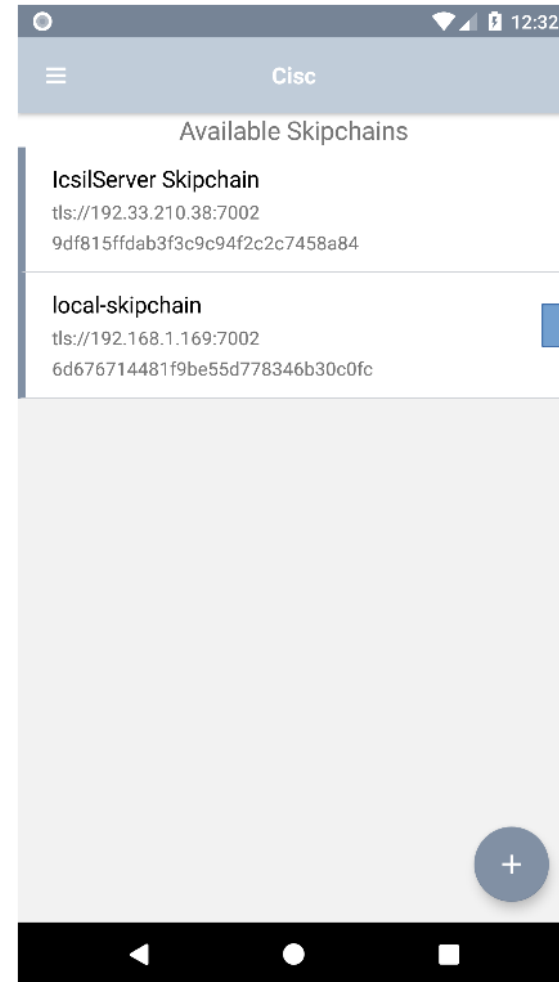 12:32
Cisc
Available Skipchains
IcsilServer Skipchain
tls://192.33.210.38:7002
9df815ffdab3f3c9c94f2c2c7458a84
local-skipchain
tls://192.168.1.169:7002
6d676714481f9be55d778346b30c0fc
+